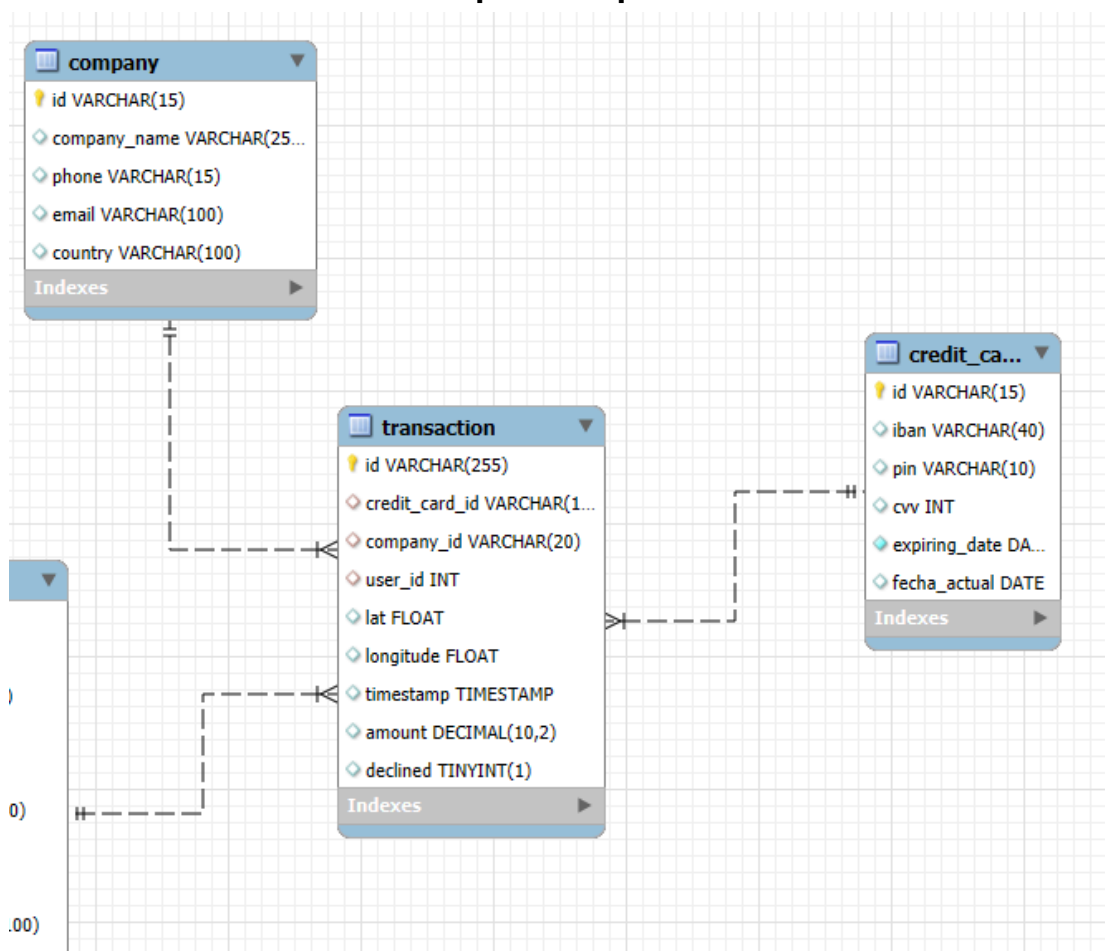 company
id VARCHAR(15)
company_name VARCHAR(25...
phone VARCHAR(15)
email VARCHAR(100)
country VARCHAR(100)
Indexes
credit_ca...
id VARCHAR(15)
iban VARCHAR(40)
pin VARCHAR(10)
cvv INT
expiring_date DA...
fecha_actual DATE
Indexes
transaction
id VARCHAR(255)
credit_card_id VARCHAR(1...
company_id VARCHAR(20)
user_id INT
lat FLOAT
longitude FLOAT
timestamp TIMESTAMP
amount DECIMAL(10,2)
declined TINYINT(1)
Indexes
)
0)
.00)